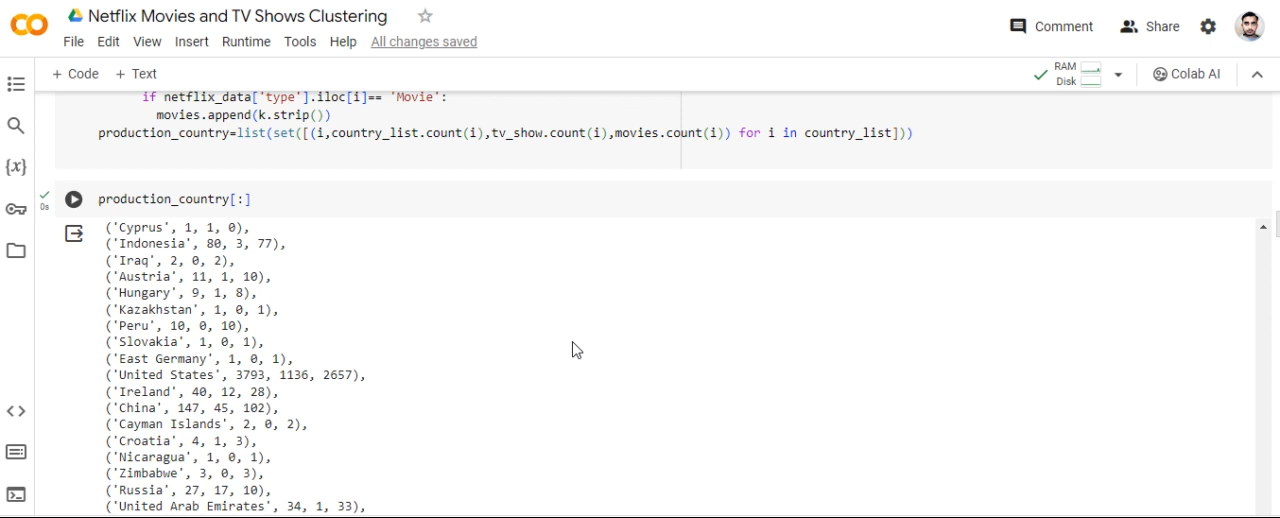 Netflix Movies and TV Shows Clustering
File Edit View Insert Runtime Tools Help All changes saved
Comment Share
+ Code + Text
RAM
Disk
Colab AI
if netflix_data['type'].iloc[i]== 'Movie':
movies.append(k.strip())
production_country=list(set([(i,country_list.count(i),tv_show.count(i),movies.count(i)) for i in country_list]))
{x}
0s
production_country[:]
('Cyprus', 1, 1, 0),
('Indonesia', 80, 3, 77),
('Iraq', 2, 0, 2),
('Austria', 11, 1, 10),
('Hungary', 9, 1, 8),
('Kazakhstan', 1, 0, 1),
('Peru', 10, 0, 10),
('Slovakia', 1, 0, 1),
('East Germany', 1, 0, 1),
('United States', 3793, 1136, 2657),
('Ireland', 40, 12, 28),
('China', 147, 45, 102),
('Cayman Islands', 2, 0, 2),
('Croatia', 4, 1, 3),
('Nicaragua', 1, 0, 1),
('Zimbabwe', 3, 0, 3),
('Russia', 27, 17, 10),
('United Arab Emirates', 34, 1, 33),